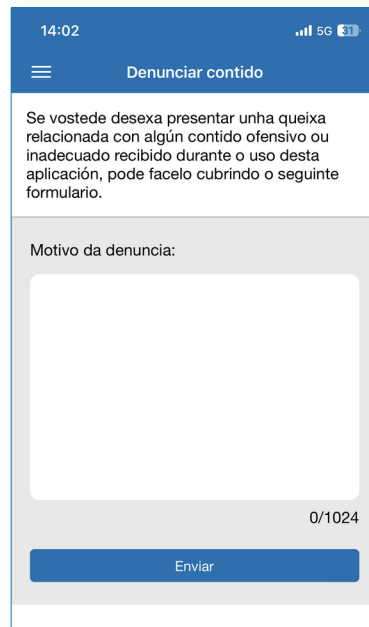 14:02
5G 31
Denunciar contido
Se vostede desexa presentar unha queixa
relacionada con algún contido ofensivo ou
inadecuado recibido durante o uso desta
aplicación, pode facelo cubrindo o seguinte
formulario.
Motivo da denuncia:
0/1024
Enviar